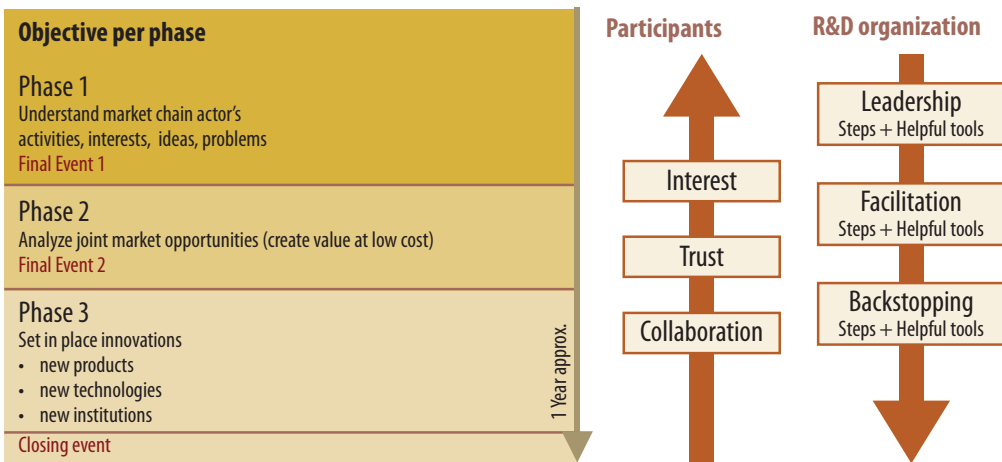 Objective per phase
Phase 1
Understand market chain actor's
activities, interests, ideas, problems
Final Event 1
Phase 2
Analyze joint market opportunities (create value at low cost)
Final Event 2
Phase 3
Set in place innovations
• new products
• new technologies
• new institutions
Closing event
1 Year approx.
Participants
Interest
Trust
Collaboration
R&D organization
Leadership
Steps + Helpful tools
Facilitation
Steps + Helpful tools
Backstopping
Steps + Helpful tools